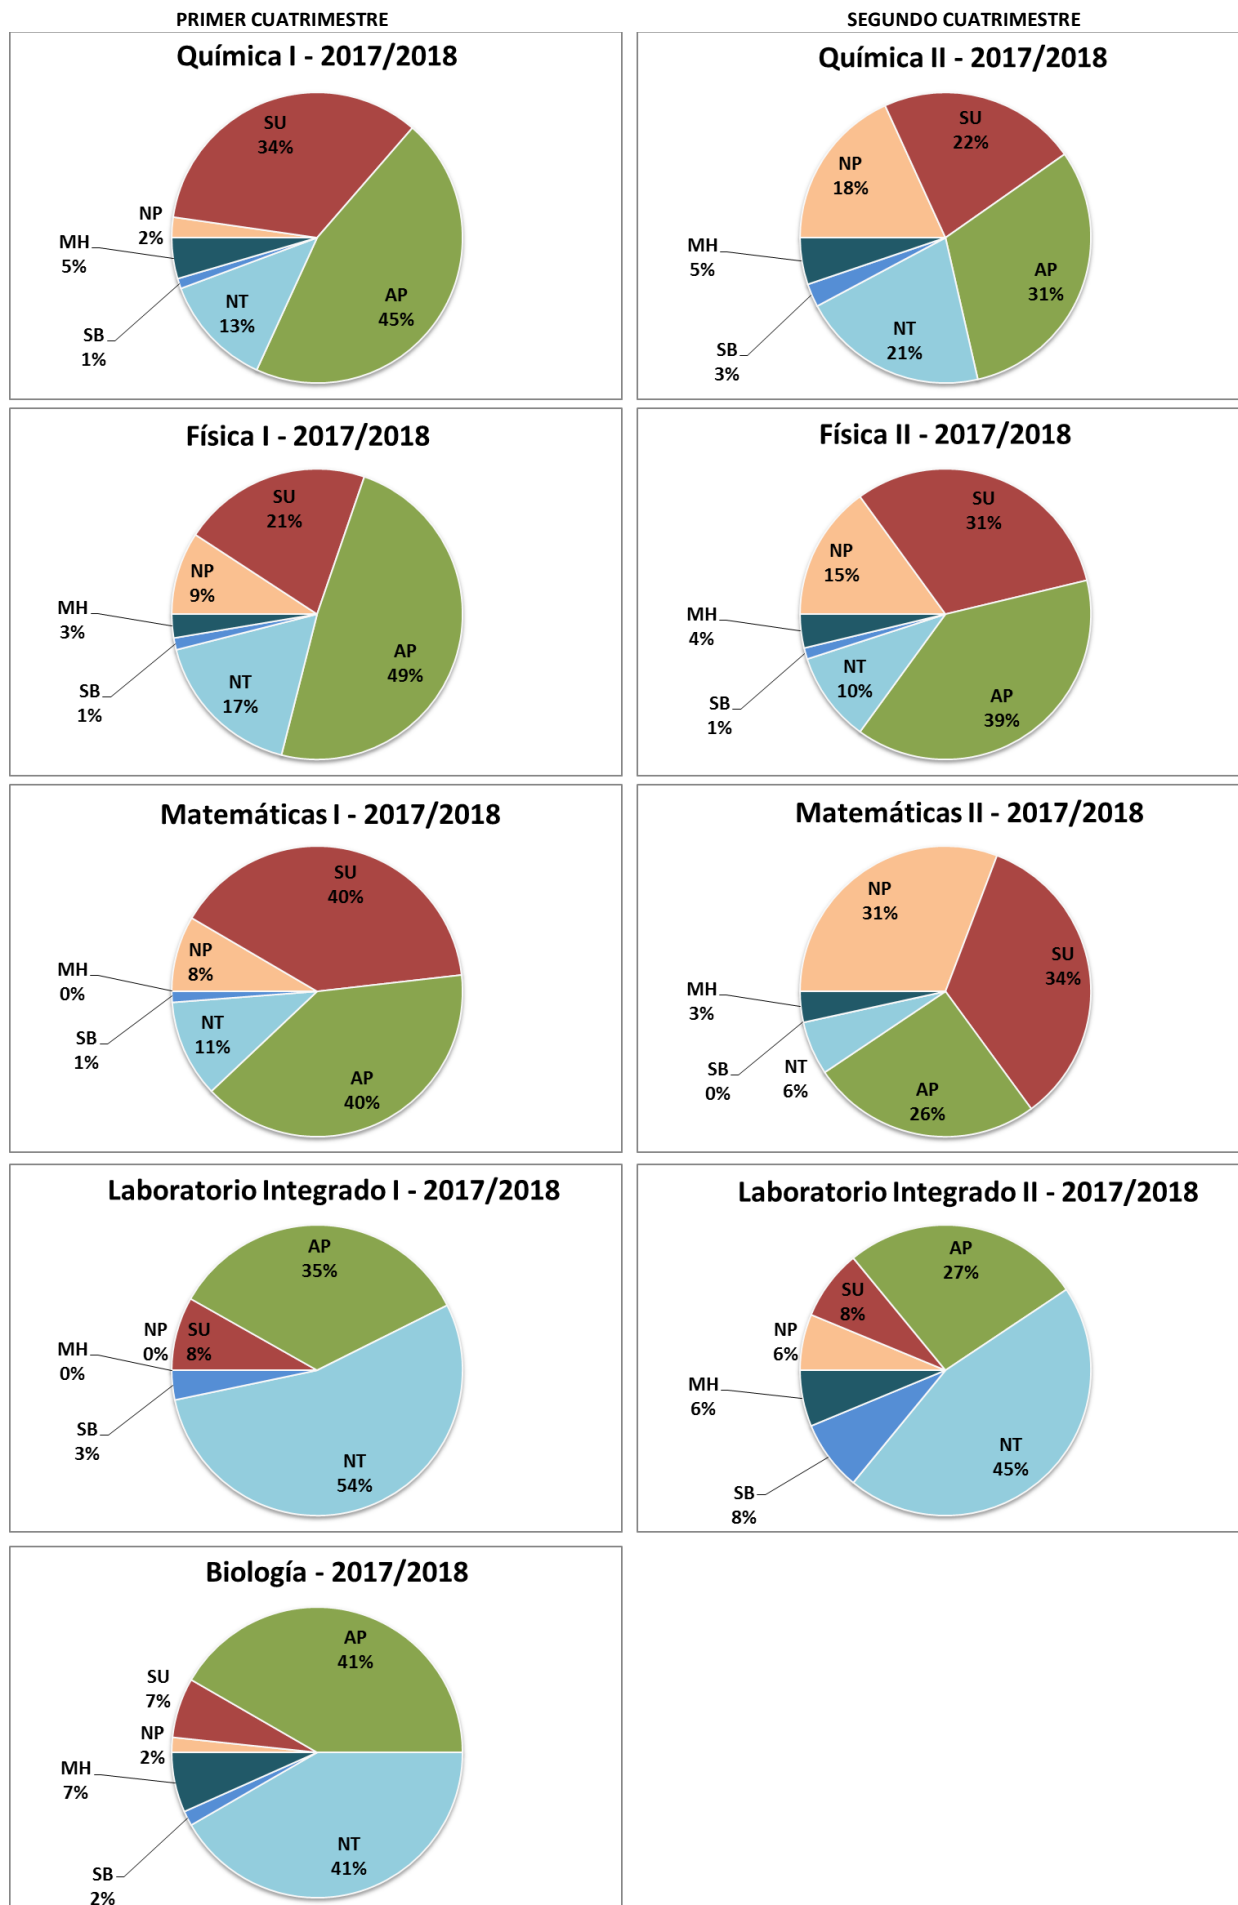 PRIMER CUATRIMESTRE
SEGUNDO CUATRIMESTRE
Química I - 2017/2018
SU
34%
NP
2%
MH
5%
SB
1%
NT
13%
AP
45%
Química II - 2017/2018
SU
22%
NP
18%
MH
5%
SB
3%
NT
21%
AP
31%
Física I - 2017/2018
SU
21%
NP
9%
MH
3%
SB
1%
NT
17%
AP
49%
Física II - 2017/2018
SU
31%
NP
15%
MH
4%
SB
1%
NT
10%
AP
39%
Matemáticas I - 2017/2018
SU
40%
NP
8%
MH
0%
SB
1%
NT
11%
AP
40%
Matemáticas II - 2017/2018
NP
31%
SU
34%
MH
3%
SB
0%
NT
6%
AP
26%
Laboratorio Integrado I - 2017/2018
AP
35%
NP
0%
SU
8%
MH
0%
SB
3%
NT
54%
Laboratorio Integrado II - 2017/2018
AP
27%
SU
8%
NP
6%
MH
6%
SB
8%
NT
45%
Biología - 2017/2018
AP
41%
SU
7%
NP
2%
MH
7%
SB
2%
NT
41%